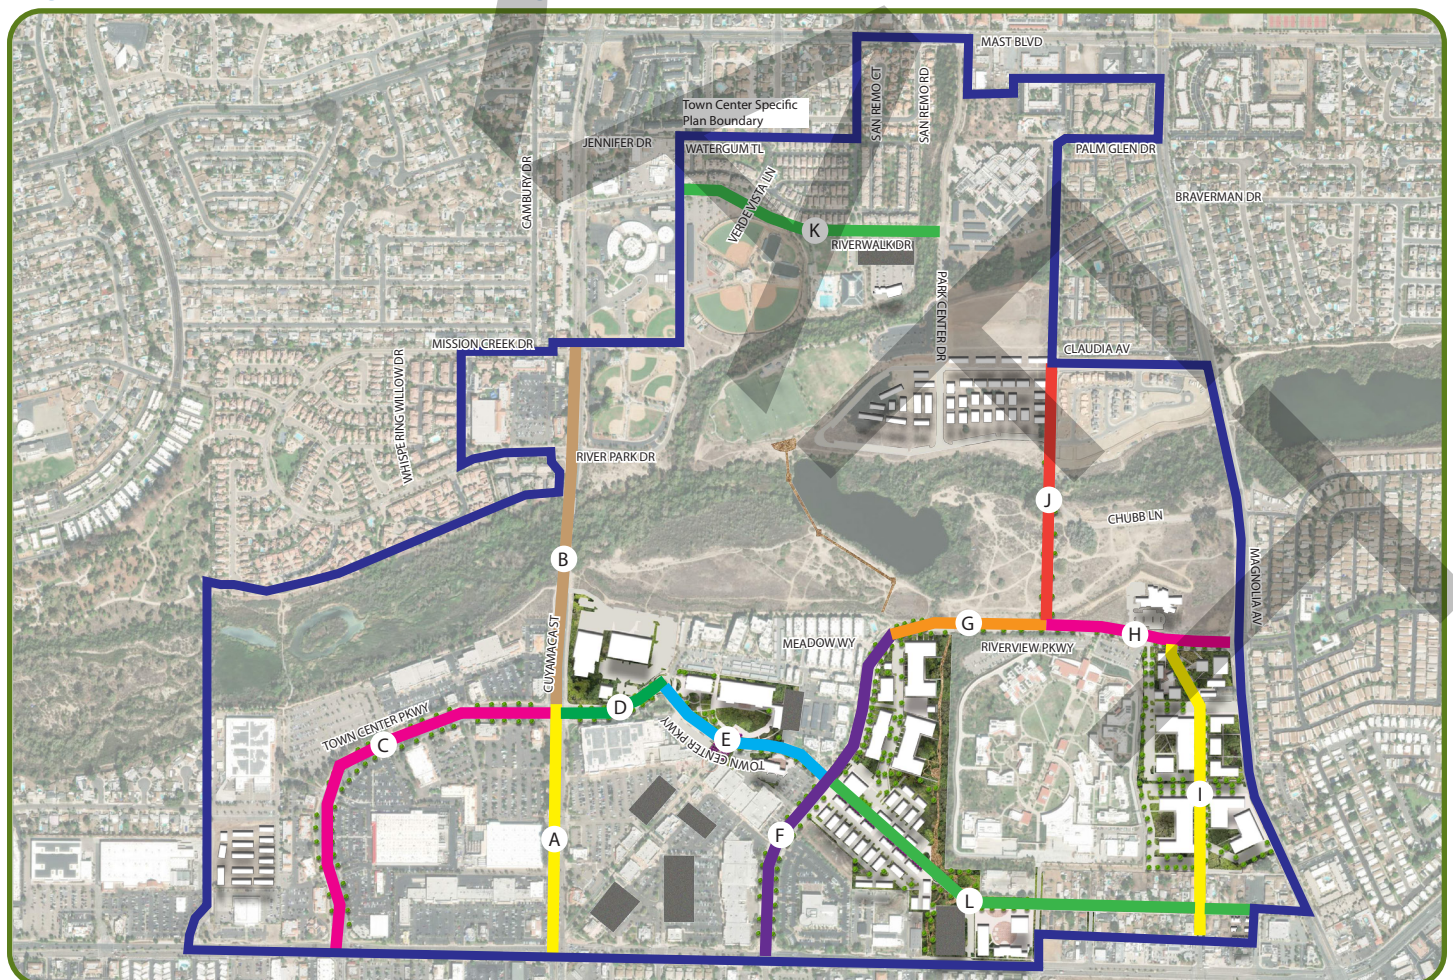 MAST BLVD
SAN REMO CT
SAN REMO RD
Town Center Specific
Plan Boundary
JENNIFER DR
WATERGUM TL
PALM GLEN DR
CAMBURY DR
VERDEVISTA LN
BRAVERMAN DR
K
RIVERWALK DR
PARK CENTER DR
MISSION CREEK DR
CLAUDIA AV
WHISPERING WILLOW DR
RIVER PARK DR
J
CHUBB LN
B
MAGNOLIA AV
CUYAMACA ST
G
H
MEADOW WY
RIVERVIEW PKWY
D
TOWN CENTER PKWY
C
E
TOWN CENTER PKWY
I
F
A
L